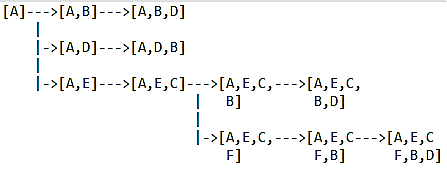 [A]--->[A,B]--->[A,B,D]
|
|->[A,D]--->[A,D,B]
|
|->[A,E]--->[A,E,C]--->[A,E,C,--->[A,E,C,
| B] B,D]
|
|->[A,E,C,--->[A,E,C--->[A,E,C
F] F,B] F,B,D]